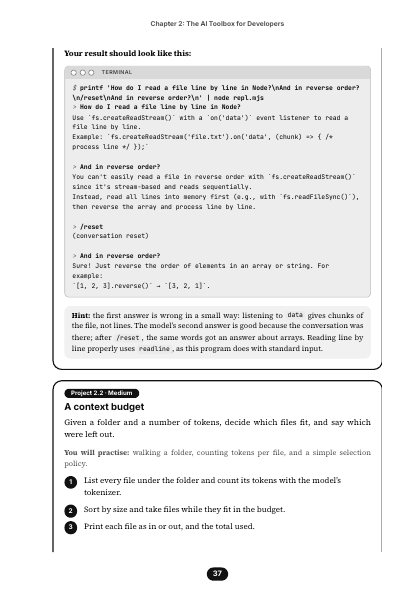 Chapter 2: The AI Toolbox for Developers
Your result should look like this:
TERMINAL
$ printf 'How do I read a file line by line in Node?\nAnd in reverse order?
\n/reset\nAnd in reverse order?\n' | node repl.mjs
> How do I read a file line by line in Node?
Use `fs.createReadStream()` with a `on('data')` event listener to read a
file line by line.
Example: `fs.createReadStream('file.txt').on('data', (chunk) => { /*
process line */ });`
> And in reverse order?
You can't easily read a file in reverse order with `fs.createReadStream()`
since it's stream-based and reads sequentially.
Instead, read all lines into memory first (e.g., with `fs.readFileSync()`),
then reverse the array and process line by line.
> /reset
(conversation reset)
> And in reverse order?
Sure! Just reverse the order of elements in an array or string. For
example:
`[1, 2, 3].reverse()` → `[3, 2, 1]`.
Hint: the first answer is wrong in a small way: listening to data gives chunks of
the file, not lines. The model's second answer is good because the conversation was
there; after /reset, the same words got an answer about arrays. Reading line by
line properly uses readline, as this program does with standard input.
Project 2.2 · Medium
A context budget
Given a folder and a number of tokens, decide which files fit, and say which
were left out.
You will practise: walking a folder, counting tokens per file, and a simple selection
policy.
1 List every file under the folder and count its tokens with the model's
tokenizer.
2 Sort by size and take files while they fit in the budget.
3 Print each file as in or out, and the total used.
37